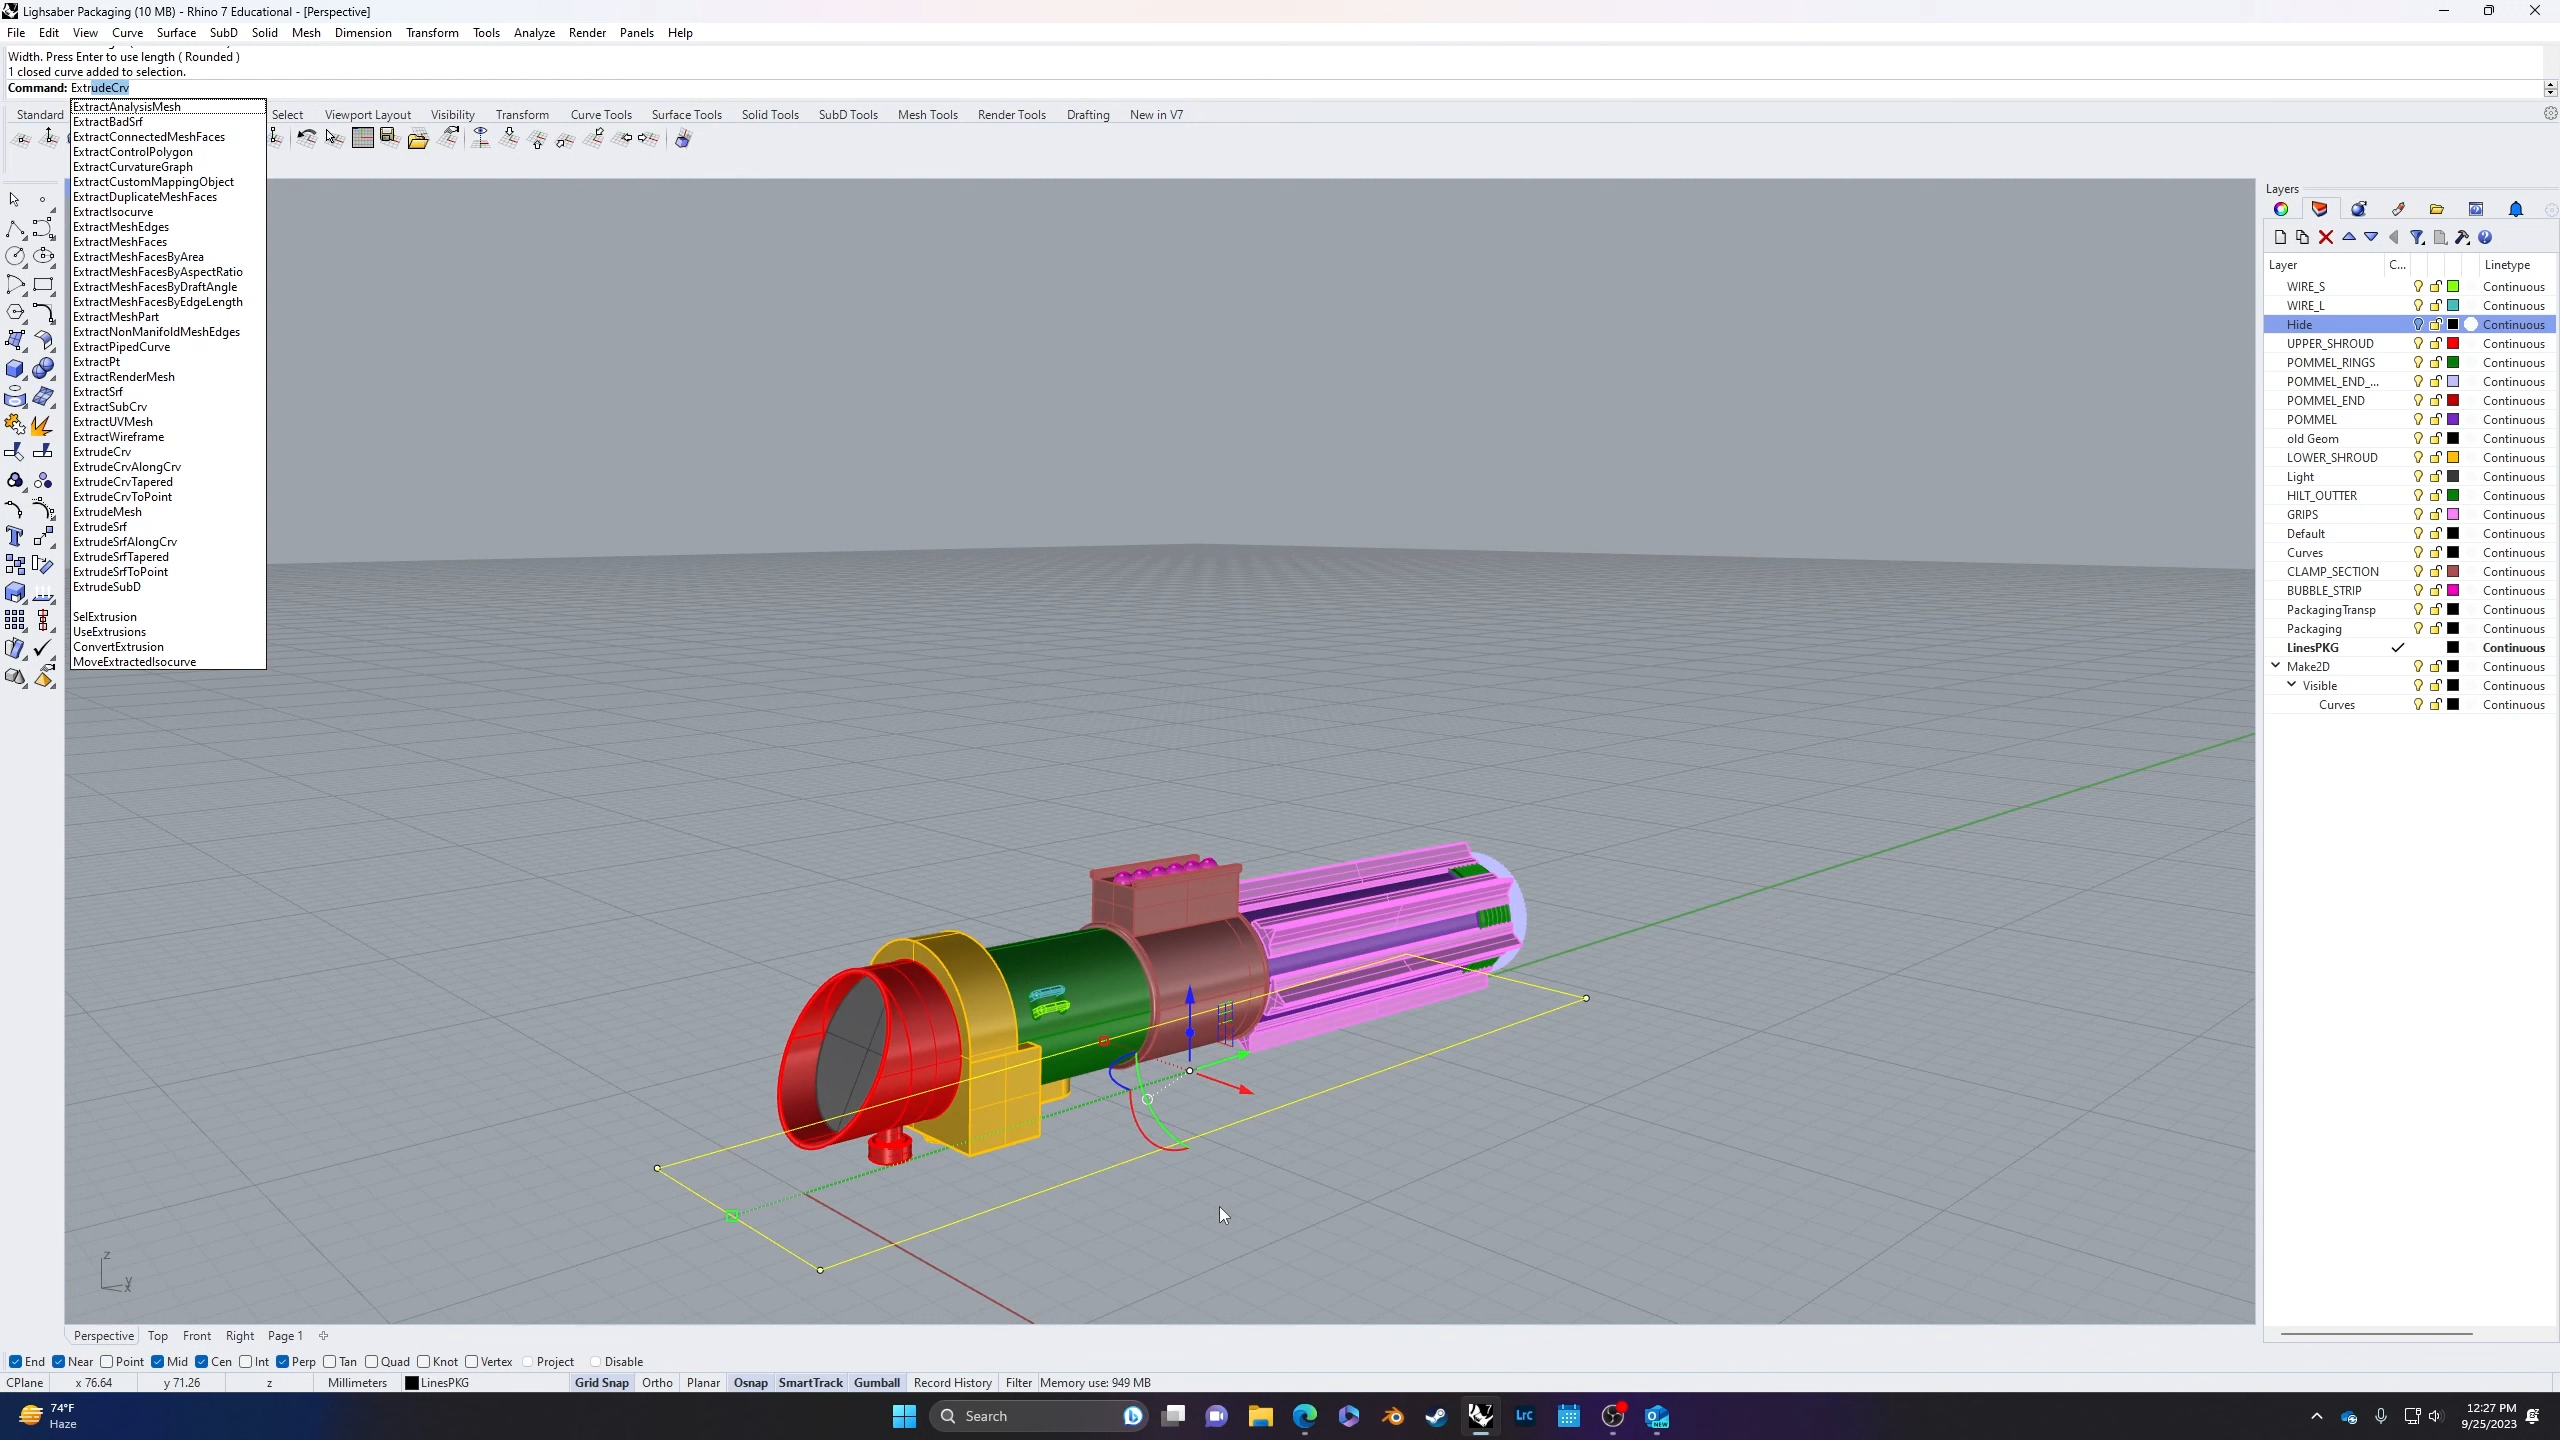 Lighsaber Packaging (10 MB) - Rhino 7 Educational - [Perspective]
File Edit View Curve Surface SubD Solid Mesh Dimension Transform Tools Analyze Render Panels Help
Width. Press Enter to use length ( Rounded )
1 closed curve added to selection.
Command: ExtrudeCrv
Standard Select Viewport Layout Visibility Transform Curve Tools Surface Tools Solid Tools SubD Tools Mesh Tools Render Tools Drafting New in V7
ExtractAnalysisMesh
ExtractBadSrf
ExtractConnectedMeshFaces
ExtractControlPolygon
ExtractCurvatureGraph
ExtractCustomMappingObject
ExtractDuplicateMeshFaces
ExtractIsocurve
ExtractMeshEdges
ExtractMeshFaces
ExtractMeshFacesByArea
ExtractMeshFacesByAspectRatio
ExtractMeshFacesByDraftAngle
ExtractMeshFacesByEdgeLength
ExtractMeshPart
ExtractNonManifoldMeshEdges
ExtractPipedCurve
ExtractPt
ExtractRenderMesh
ExtractSrf
ExtractSubCrv
ExtractUVMesh
ExtractWireframe
ExtrudeCrv
ExtrudeCrvAlongCrv
ExtrudeCrvTapered
ExtrudeCrvToPoint
ExtrudeMesh
ExtrudeSrf
ExtrudeSrfAlongCrv
ExtrudeSrfTapered
ExtrudeSrfToPoint
ExtrudeSubD
SelExtrusion
UseExtrusions
ConvertExtrusion
MoveExtractedIsocurve
Layers
Layer C... Linetype
WIRE_S Continuous
WIRE_L Continuous
Hide Continuous
UPPER_SHROUD Continuous
POMMEL_RINGS Continuous
POMMEL_END_... Continuous
POMMEL_END Continuous
POMMEL Continuous
old Geom Continuous
LOWER_SHROUD Continuous
Light Continuous
HILT_OUTTER Continuous
GRIPS Continuous
Default Continuous
Curves Continuous
CLAMP_SECTION Continuous
BUBBLE_STRIP Continuous
PackagingTransp Continuous
Packaging Continuous
LinesPKG Continuous
Make2D Continuous
Visible Continuous
Curves Continuous
z
y
x
Perspective Top Front Right Page 1
End Near Point Mid Cen Int Perp Tan Quad Knot Vertex Project Disable
CPlane x 76.64 y 71.26 z Millimeters LinesPKG Grid Snap Ortho Planar Osnap SmartTrack Gumball Record History Filter Memory use: 949 MB
74°F
Haze
Search
Lrc
NEW
12:27 PM
9/25/2023